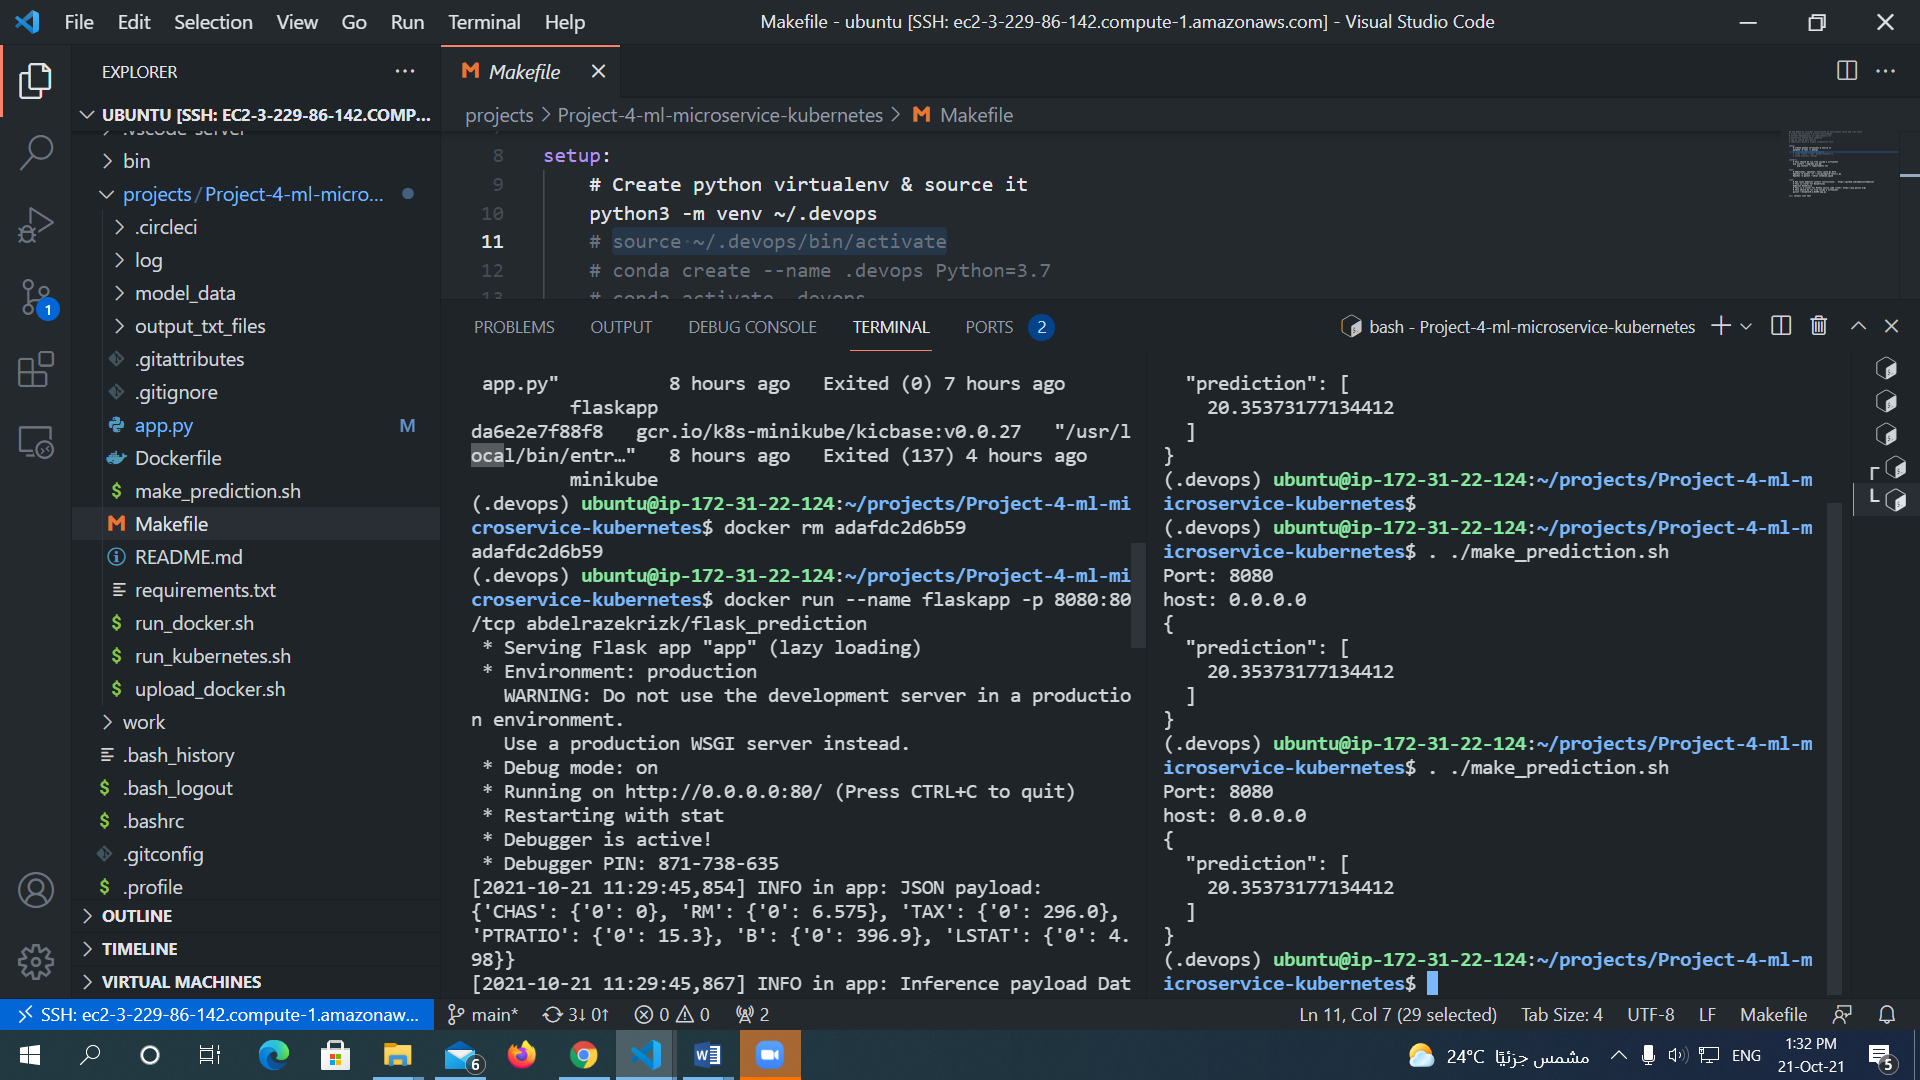 File Edit Selection View Go Run Terminal Help
Makefile - ubuntu [SSH: ec2-3-229-86-142.compute-1.amazonaws.com] - Visual Studio Code
EXPLORER
UBUNTU [SSH: EC2-3-229-86-142.COMP...
.vscode-server
bin
projects/Project-4-ml-micro...
.circleci
log
model_data
output_txt_files
.gitattributes
.gitignore
app.py M
Dockerfile
$ make_prediction.sh
M Makefile
README.md
requirements.txt
$ run_docker.sh
$ run_kubernetes.sh
$ upload_docker.sh
work
.bash_history
$ .bash_logout
$ .bashrc
.gitconfig
$ .profile
OUTLINE
TIMELINE
VIRTUAL MACHINES
1
M Makefile
projects > Project-4-ml-microservice-kubernetes > M Makefile
8 setup:
9 # Create python virtualenv & source it
10 python3 -m venv ~/.devops
11 # source ~/.devops/bin/activate
12 # conda create --name .devops Python=3.7
13 # conda activate .devops
PROBLEMS OUTPUT DEBUG CONSOLE TERMINAL PORTS 2
bash - Project-4-ml-microservice-kubernetes
app.py" 8 hours ago Exited (0) 7 hours ago
flaskapp
da6e2e7f88f8 gcr.io/k8s-minikube/kicbase:v0.0.27 "/usr/l
ocal/bin/entr…" 8 hours ago Exited (137) 4 hours ago
minikube
(.devops) ubuntu@ip-172-31-22-124:~/projects/Project-4-ml-mi
croservice-kubernetes$ docker rm adafdc2d6b59
adafdc2d6b59
(.devops) ubuntu@ip-172-31-22-124:~/projects/Project-4-ml-mi
croservice-kubernetes$ docker run --name flaskapp -p 8080:80
/tcp abdelrazekrizk/flask_prediction
* Serving Flask app "app" (lazy loading)
* Environment: production
WARNING: Do not use the development server in a productio
n environment.
Use a production WSGI server instead.
* Debug mode: on
* Running on http://0.0.0.0:80/ (Press CTRL+C to quit)
* Restarting with stat
* Debugger is active!
* Debugger PIN: 871-738-635
[2021-10-21 11:29:45,854] INFO in app: JSON payload:
{'CHAS': {'0': 0}, 'RM': {'0': 6.575}, 'TAX': {'0': 296.0},
'PTRATIO': {'0': 15.3}, 'B': {'0': 396.9}, 'LSTAT': {'0': 4.
98}}
[2021-10-21 11:29:45,867] INFO in app: Inference payload Dat
"prediction": [
20.35373177134412
]
}
(.devops) ubuntu@ip-172-31-22-124:~/projects/Project-4-ml-m
icroservice-kubernetes$
(.devops) ubuntu@ip-172-31-22-124:~/projects/Project-4-ml-m
icroservice-kubernetes$ . ./make_prediction.sh
Port: 8080
host: 0.0.0.0
{
"prediction": [
20.35373177134412
]
}
(.devops) ubuntu@ip-172-31-22-124:~/projects/Project-4-ml-m
icroservice-kubernetes$ . ./make_prediction.sh
Port: 8080
host: 0.0.0.0
{
"prediction": [
20.35373177134412
]
}
(.devops) ubuntu@ip-172-31-22-124:~/projects/Project-4-ml-m
icroservice-kubernetes$
SSH: ec2-3-229-86-142.compute-1.amazonaw... main* 3↓ 0↑ 0 0 2
Ln 11, Col 7 (29 selected) Tab Size: 4 UTF-8 LF Makefile
6
24°C مشمس جزئيًا
ENG
1:32 PM
21-Oct-21
5